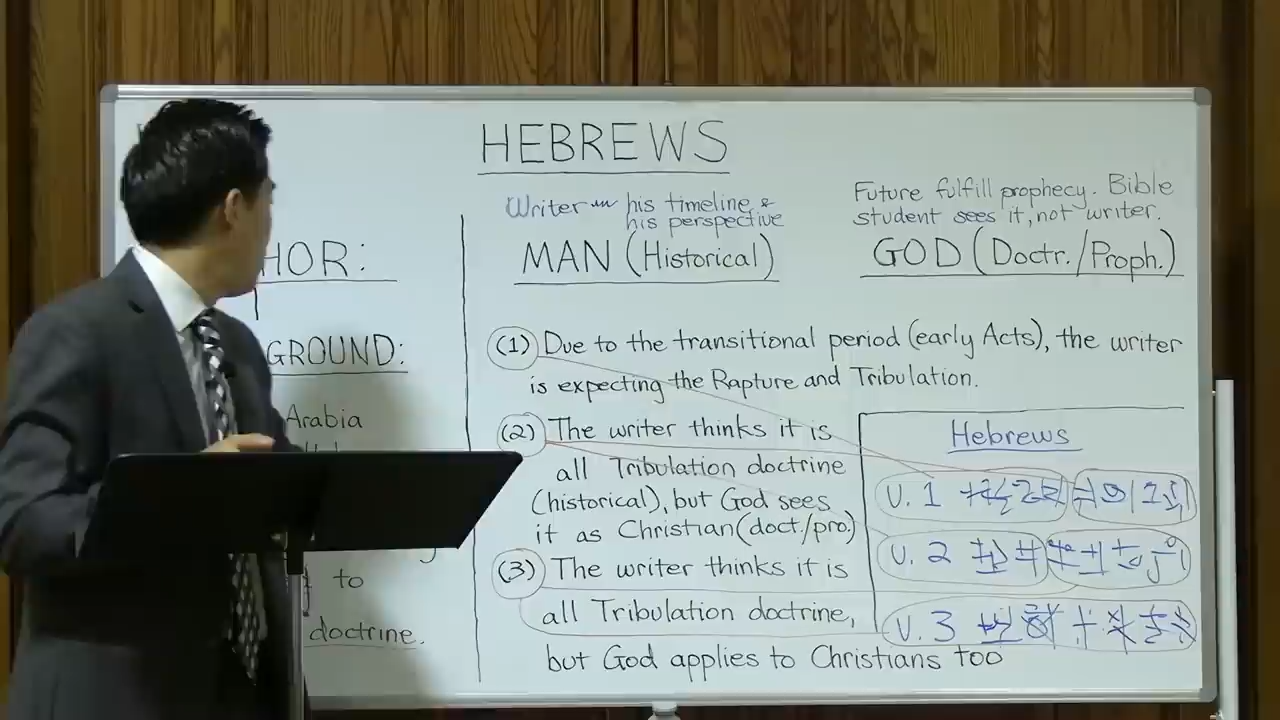 HEBREWS
HOR:
GROUND:
Arabia
to
doctrine.
Writer his timeline &
his perspective
MAN (Historical)
Future fulfill prophecy. Bible
student sees it, not writer.
GOD (Doctr./Proph.)
(1) Due to the transitional period (early Acts), the writer
is expecting the Rapture and Tribulation.
(2) The writer thinks it is
all Tribulation doctrine
(historical), but God sees
it as Christian (doct/pro.)
(3) The writer thinks it is
all Tribulation doctrine,
but God applies to Christians too
Hebrews
V. 1
V. 2
V. 3